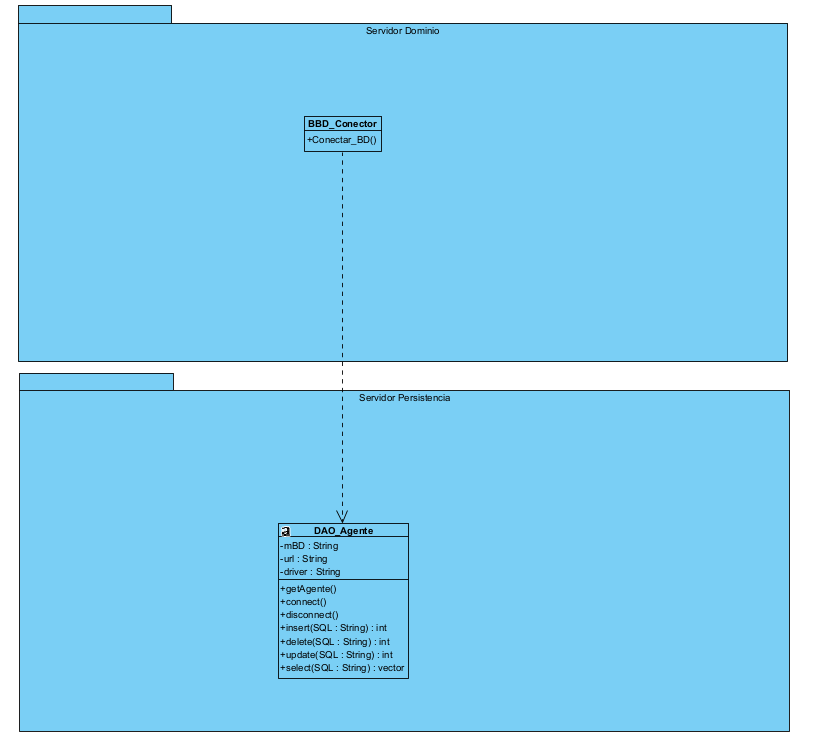 Servidor Dominio
BBD_Conector
+Conectar_BD()
Servidor Persistencia
a
DAO_Agente
-mBD : String
-url : String
-driver : String
+getAgente()
+connect()
+disconnect()
+insert(SQL : String) : int
+delete(SQL : String) : int
+update(SQL : String) : int
+select(SQL : String) : vector